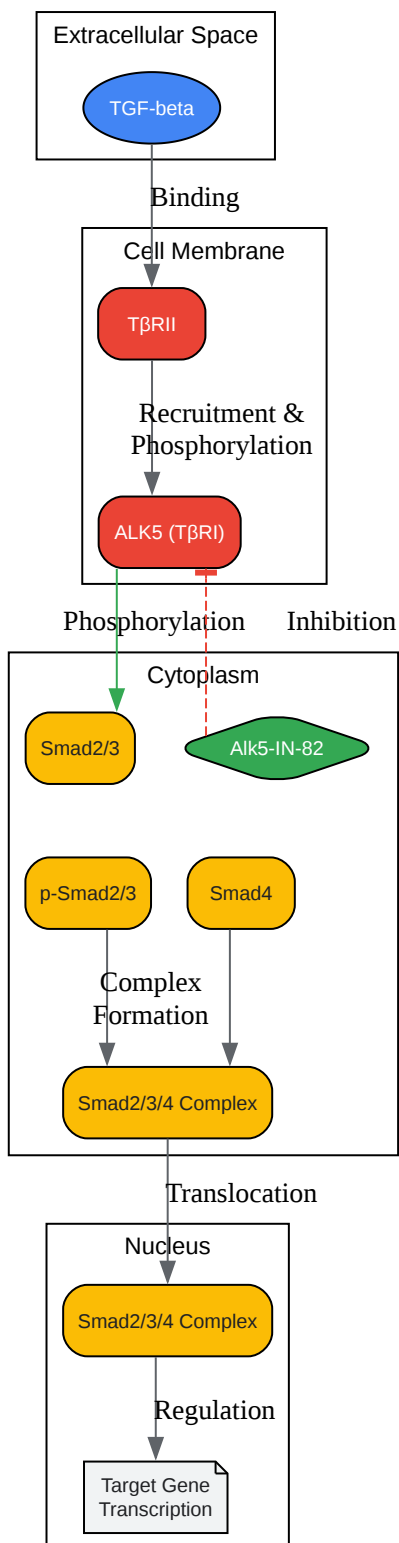 Extracellular Space
TGF-beta
Binding
Cell Membrane
TβRII
Recruitment &
Phosphorylation
ALK5 (TβRI)
Phosphorylation
Inhibition
Cytoplasm
Smad2/3
Alk5-IN-82
p-Smad2/3
Smad4
Complex
Formation
Smad2/3/4 Complex
Translocation
Nucleus
Smad2/3/4 Complex
Regulation
Target Gene
Transcription